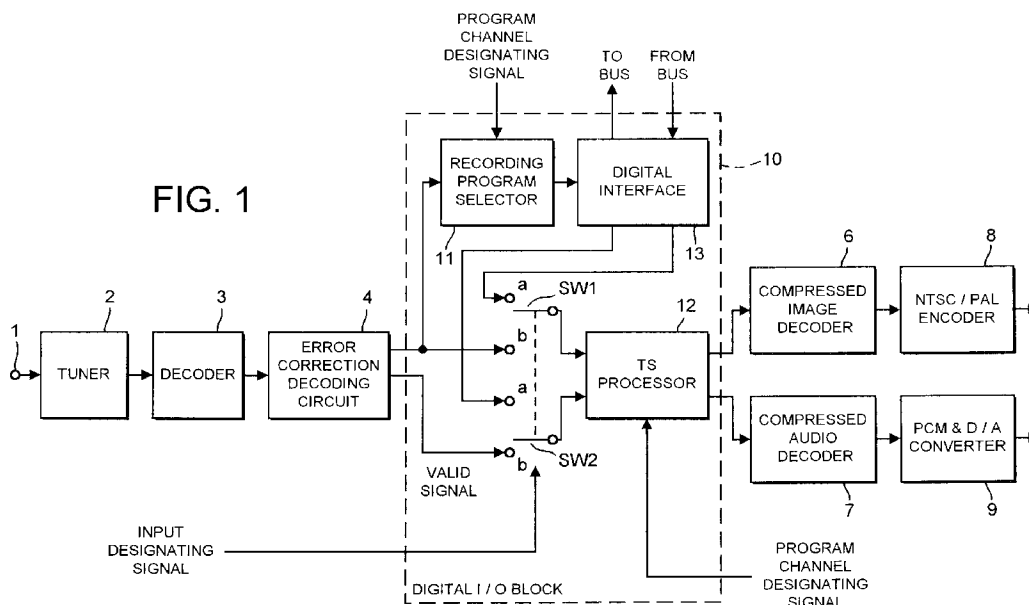 PROGRAM
CHANNEL
DESIGNATING
SIGNAL
TO
BUS
FROM
BUS
FIG. 1
RECORDING
PROGRAM
SELECTOR
11
DIGITAL
INTERFACE
13
10
1
2
TUNER
3
DECODER
4
ERROR
CORRECTION
DECODING
CIRCUIT
a
SW1
b
a
SW2
b
VALID
SIGNAL
12
TS
PROCESSOR
6
COMPRESSED
IMAGE
DECODER
8
NTSC / PAL
ENCODER
COMPRESSED
AUDIO
DECODER
7
PCM & D / A
CONVERTER
9
INPUT
DESIGNATING
SIGNAL
DIGITAL I / O BLOCK
PROGRAM
CHANNEL
DESIGNATING
SIGNAL